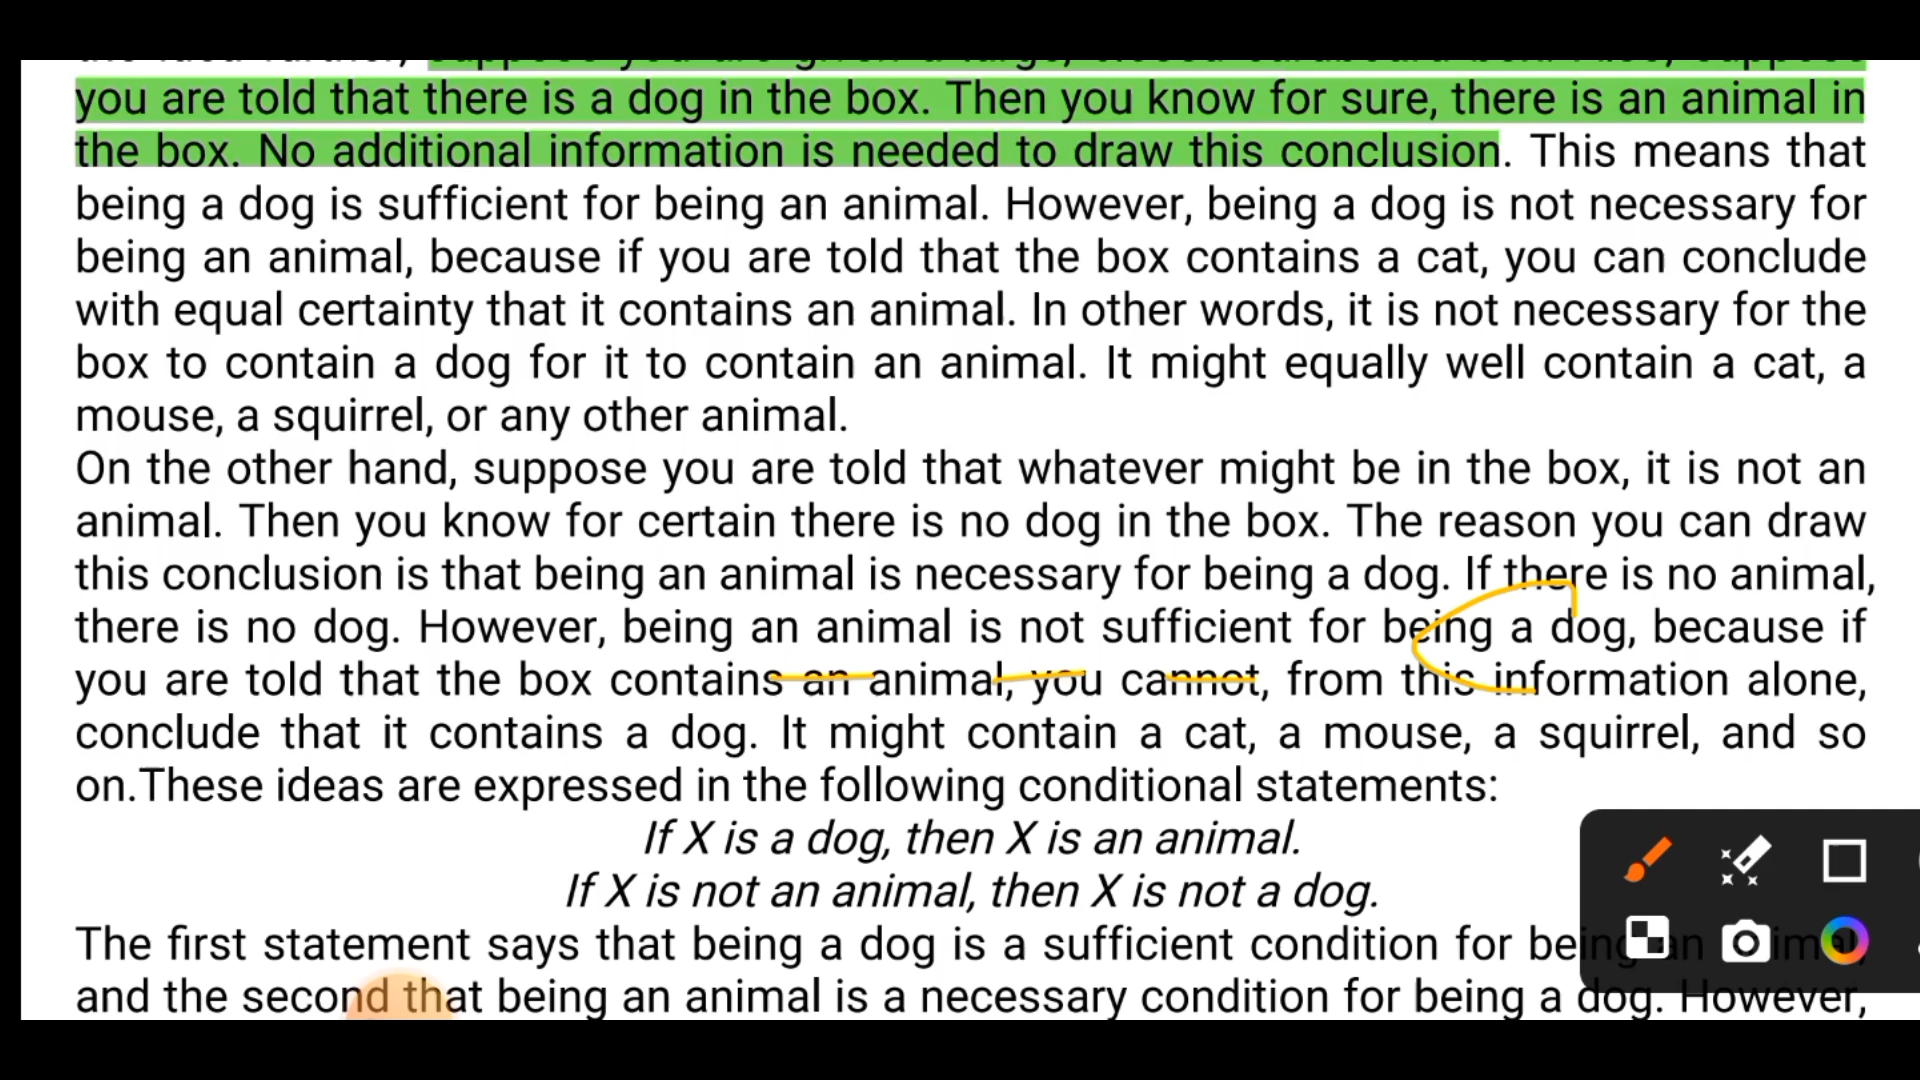 you are told that there is a dog in the box. Then you know for sure, there is an animal in
the box. No additional information is needed to draw this conclusion. This means that
being a dog is sufficient for being an animal. However, being a dog is not necessary for
being an animal, because if you are told that the box contains a cat, you can conclude
with equal certainty that it contains an animal. In other words, it is not necessary for the
box to contain a dog for it to contain an animal. It might equally well contain a cat, a
mouse, a squirrel, or any other animal.
On the other hand, suppose you are told that whatever might be in the box, it is not an
animal. Then you know for certain there is no dog in the box. The reason you can draw
this conclusion is that being an animal is necessary for being a dog. If there is no animal,
there is no dog. However, being an animal is not sufficient for being a dog, because if
you are told that the box contains an animal, you cannot, from this information alone,
conclude that it contains a dog. It might contain a cat, a mouse, a squirrel, and so
on.These ideas are expressed in the following conditional statements:
If X is a dog, then X is an animal.
If X is not an animal, then X is not a dog.
The first statement says that being a dog is a sufficient condition for being an
and the second that being an animal is a necessary condition for being a dog. However,